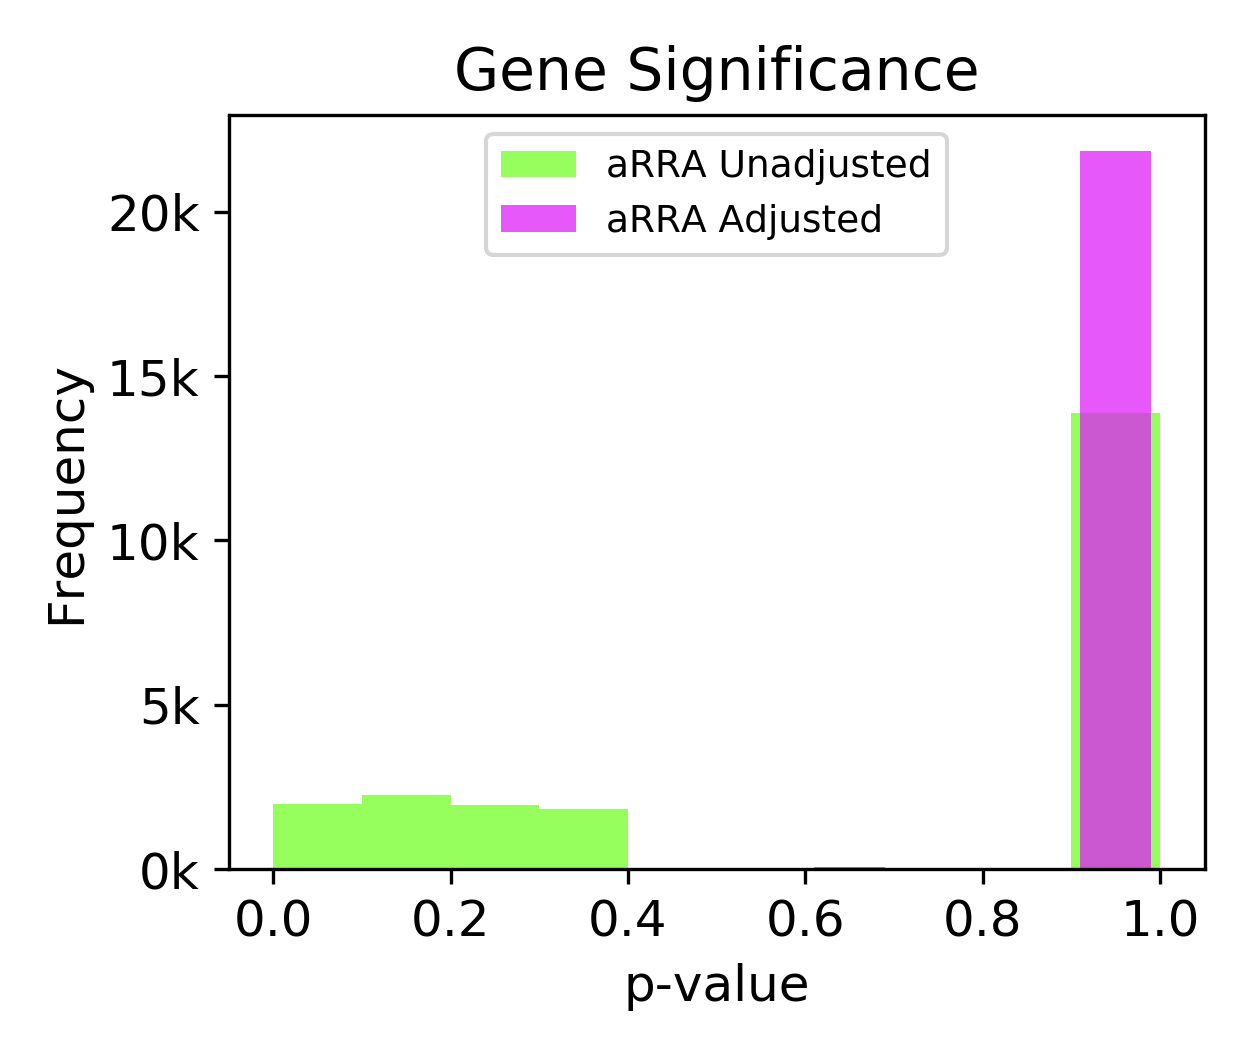 Gene Significance
aRRA Unadjusted
aRRA Adjusted
20k
15k
10k
5k
0k
Frequency
0.0 0.2 0.4 0.6 0.8 1.0
p-value